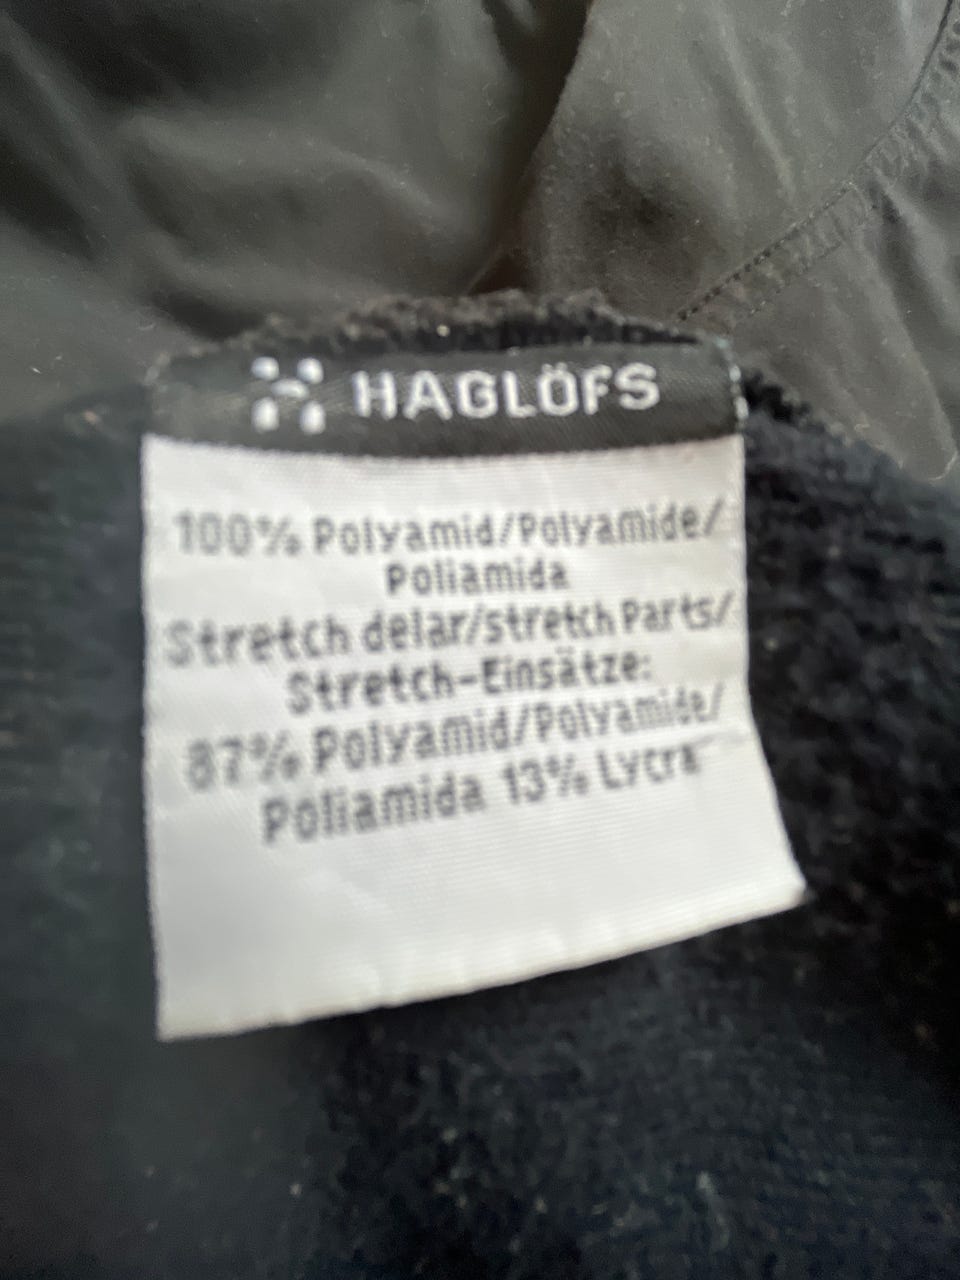 HAGLÖFS
100% Polyamid/Polyamide/
Poliamida
Stretch delar/stretch Parts/
Stretch-Einsätze:
87% Polyamid/Polyamide/
Poliamida 13% Lycra